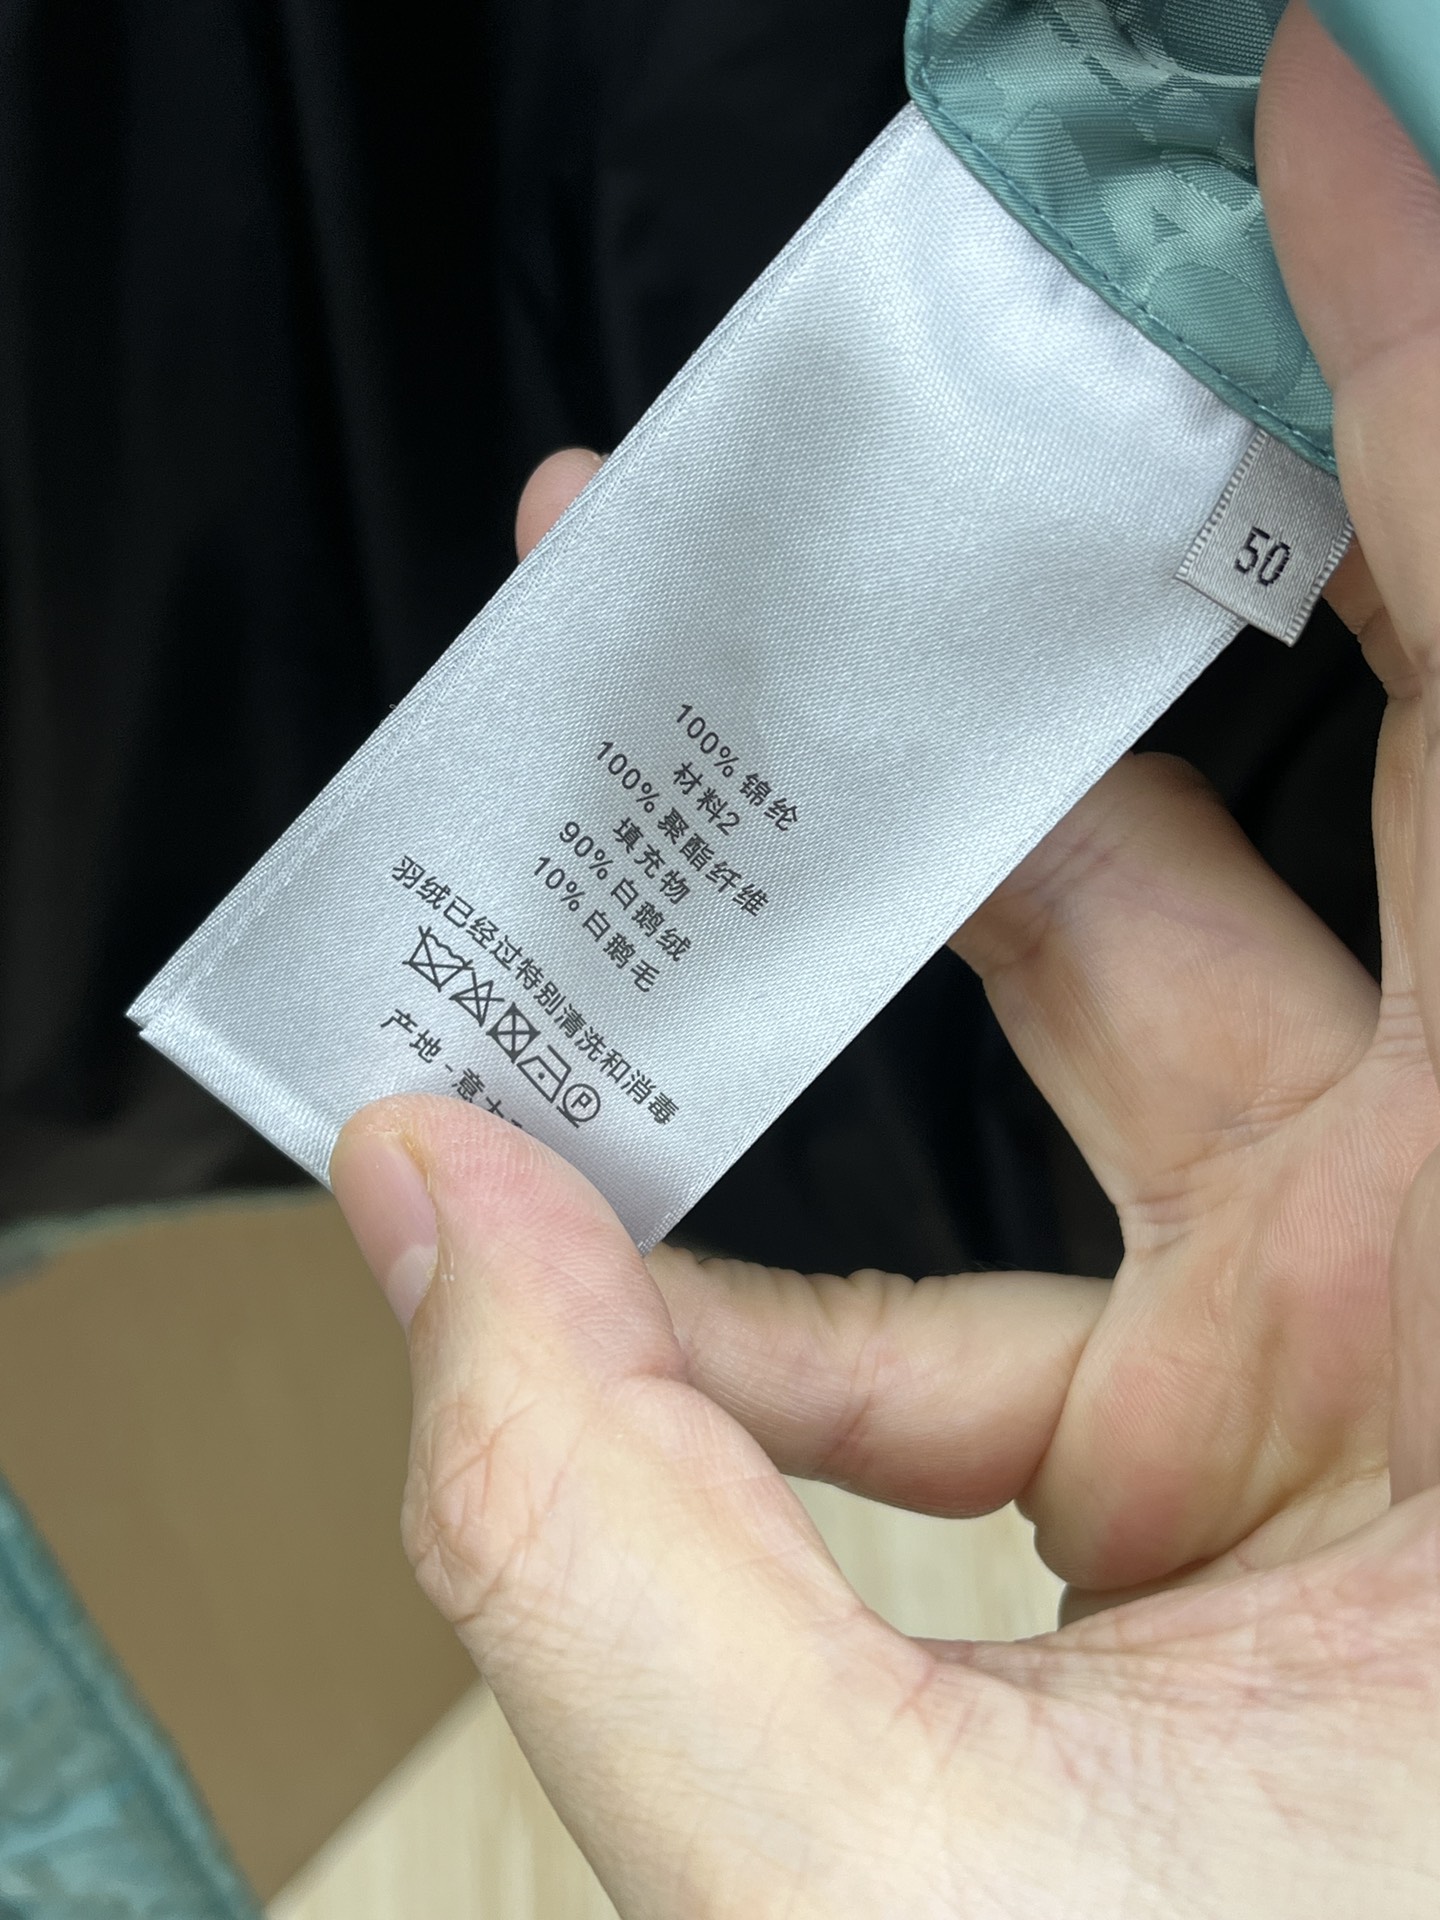 50
100% 锦纶
材料2
100% 聚酯纤维
填充物
90% 白鹅绒
10% 白鹅毛
羽绒已经过特别清洗和消毒
P
产地 - 意大